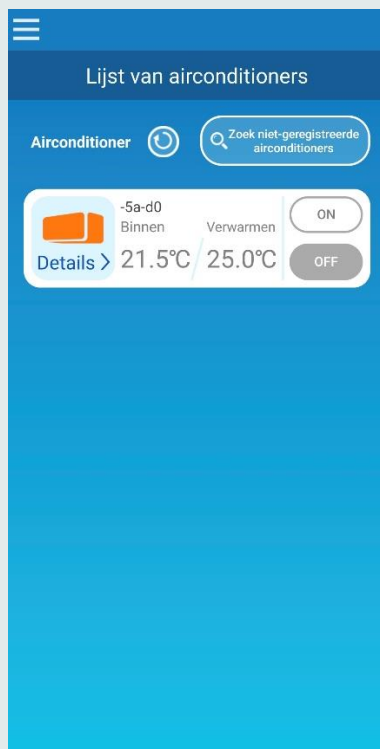 Lijst van airconditioners
Airconditioner
Zoek niet-geregistreerde
airconditioners
-5a-d0
Binnen
Verwarmen
ON
Details >
21.5°C
25.0°C
OFF